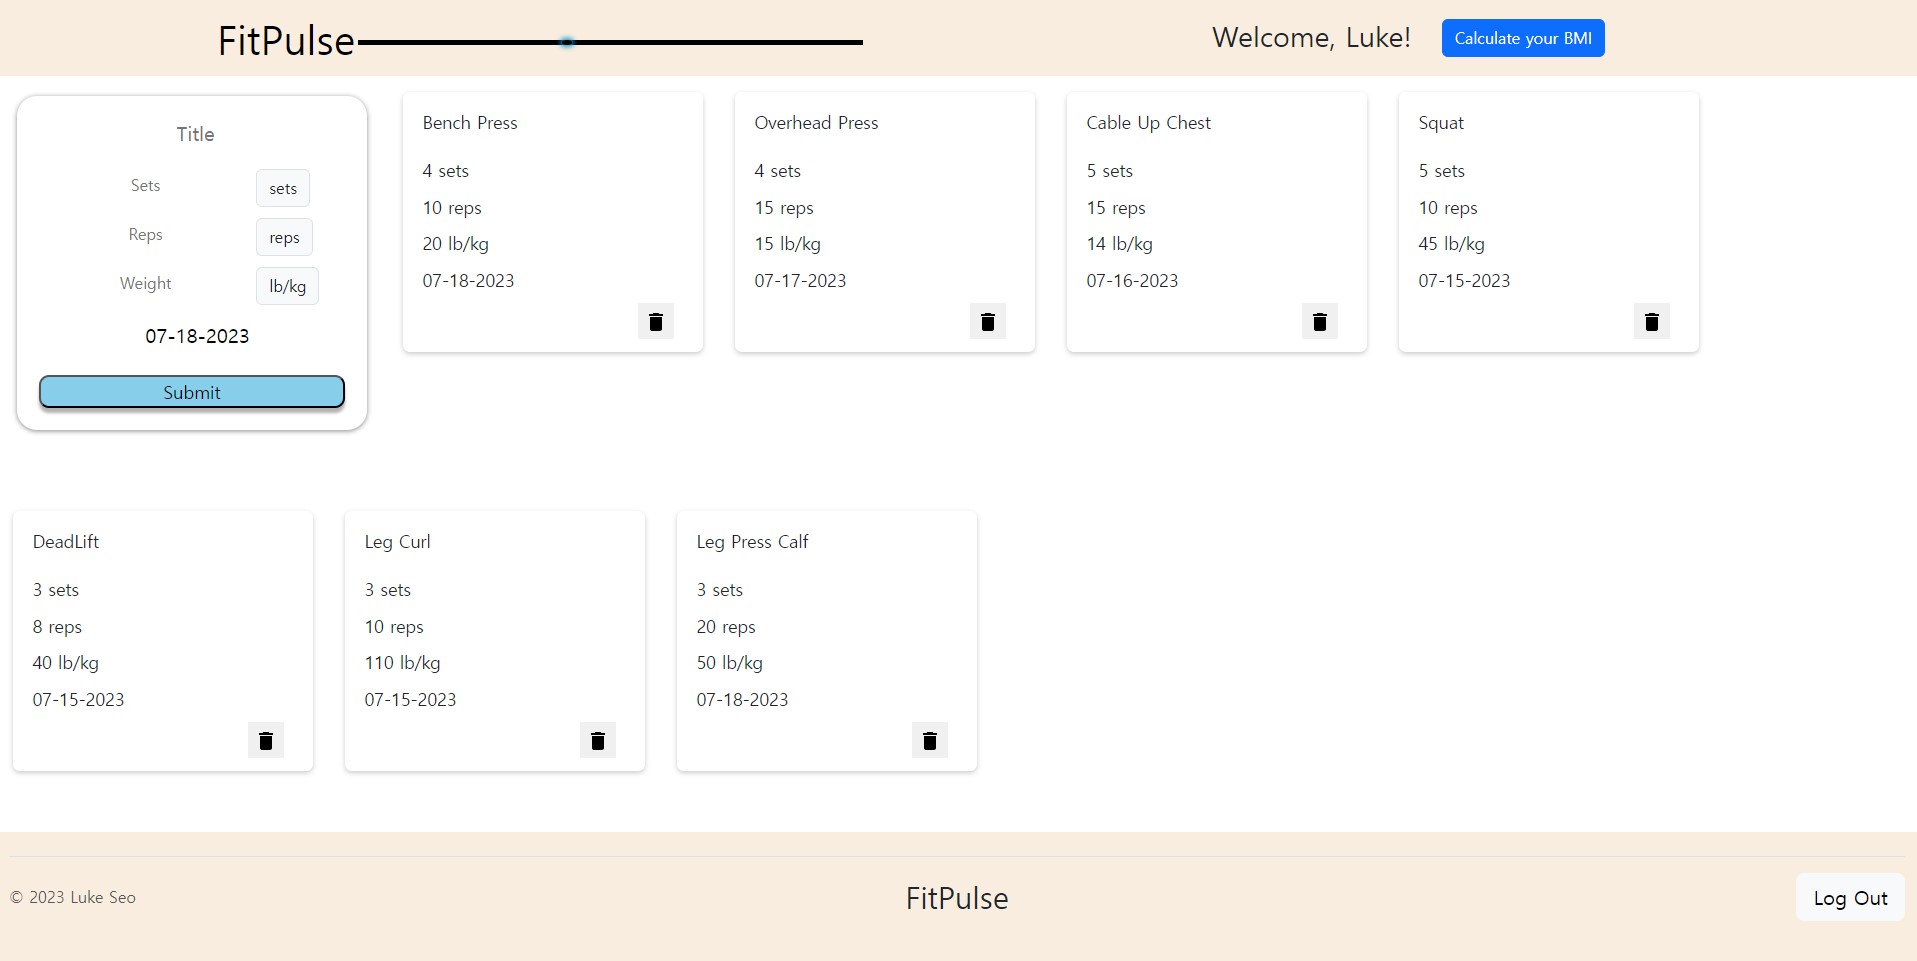 FitPulse
Welcome, Luke!
Calculate your BMI
Title
Sets
sets
Reps
reps
Weight
lb/kg
07-18-2023
Submit
Bench Press
4 sets
10 reps
20 lb/kg
07-18-2023
Overhead Press
4 sets
15 reps
15 lb/kg
07-17-2023
Cable Up Chest
5 sets
15 reps
14 lb/kg
07-16-2023
Squat
5 sets
10 reps
45 lb/kg
07-15-2023
DeadLift
3 sets
8 reps
40 lb/kg
07-15-2023
Leg Curl
3 sets
10 reps
110 lb/kg
07-15-2023
Leg Press Calf
3 sets
20 reps
50 lb/kg
07-18-2023
© 2023 Luke Seo
FitPulse
Log Out